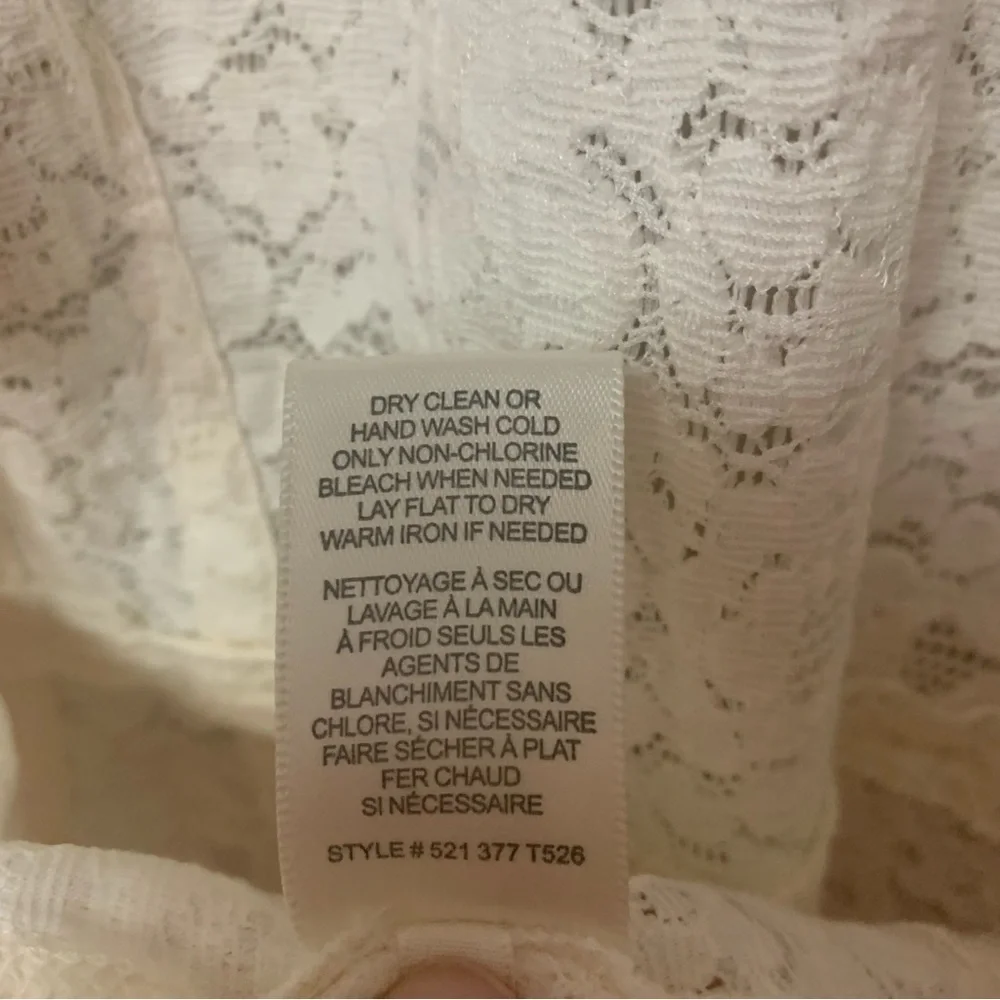 DRY CLEAN OR
HAND WASH COLD
ONLY NON-CHLORINE
BLEACH WHEN NEEDED
LAY FLAT TO DRY
WARM IRON IF NEEDED
NETTOYAGE À SEC OU
LAVAGE À LA MAIN
À FROID SEULS LES
AGENTS DE
BLANCHIMENT SANS
CHLORE, SI NÉCESSAIRE
FAIRE SÉCHER À PLAT
FER CHAUD
SI NÉCESSAIRE
STYLE # 521 377 T526